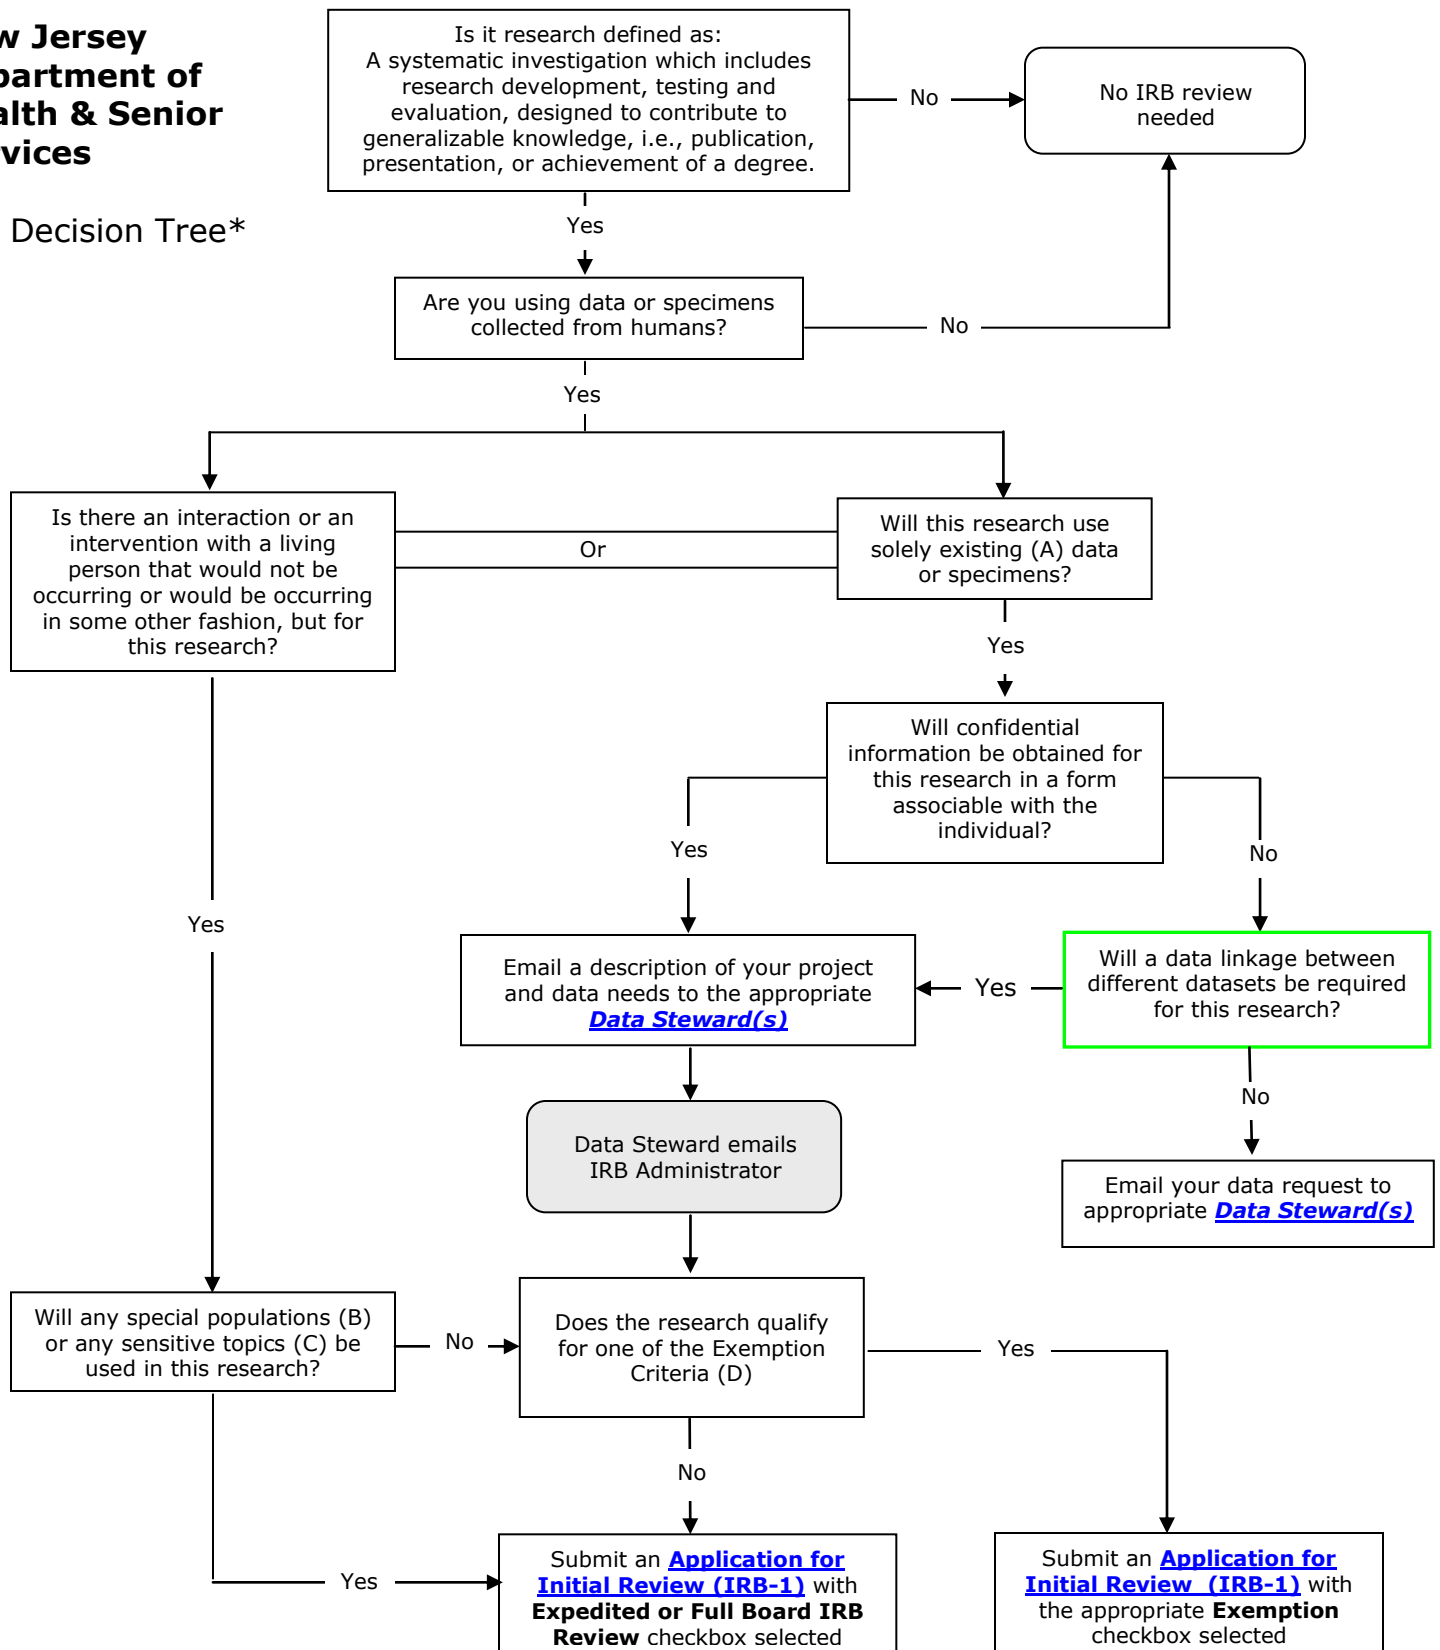 w Jersey
partment of
alth & Senior
rvices
Decision Tree*
Is it research defined as:
A systematic investigation which includes
research development, testing and
evaluation, designed to contribute to
generalizable knowledge, i.e., publication,
presentation, or achievement of a degree.
No
No IRB review
needed
Yes
Are you using data or specimens
collected from humans?
No
Yes
Is there an interaction or an
intervention with a living
person that would not be
occurring or would be occurring
in some other fashion, but for
this research?
Or
Will this research use
solely existing (A) data
or specimens?
Yes
Will confidential
information be obtained for
this research in a form
associable with the
individual?
Yes
No
Yes
Email a description of your project
and data needs to the appropriate
Data Steward(s)
Yes
Will a data linkage between
different datasets be required
for this research?
No
Data Steward emails
IRB Administrator
Email your data request to
appropriate Data Steward(s)
Will any special populations (B)
or any sensitive topics (C) be
used in this research?
No
Does the research qualify
for one of the Exemption
Criteria (D)
Yes
No
Yes
Submit an Application for
Initial Review (IRB-1) with
Expedited or Full Board IRB
Review checkbox selected
Submit an Application for
Initial Review (IRB-1) with
the appropriate Exemption
checkbox selected